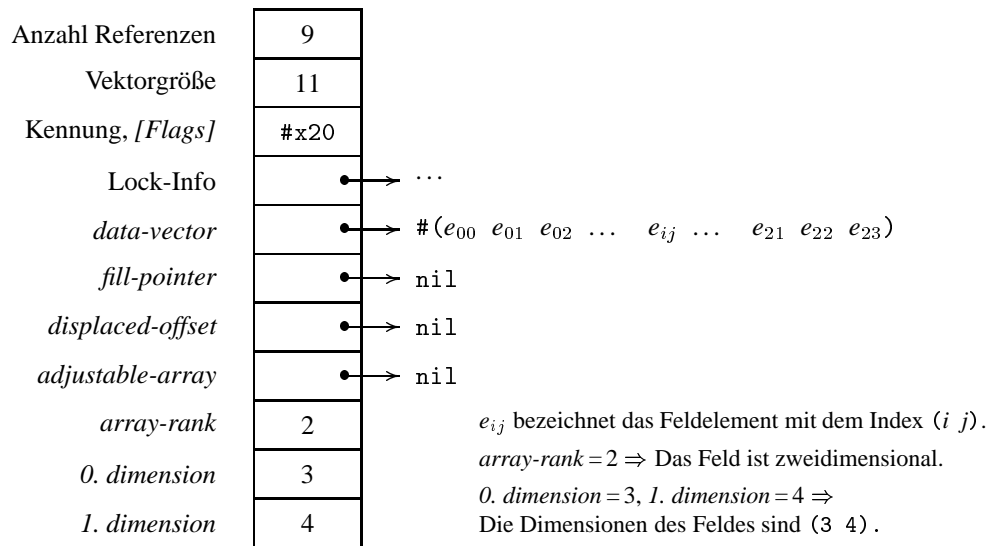 Anzahl Referenzen 9
Vektorgröße 11
Kennung, [Flags] #x20
Lock-Info ...
data-vector #(e00 e01 e02 ... eij ... e21 e22 e23)
fill-pointer nil
displaced-offset nil
adjustable-array nil
array-rank 2
0. dimension 3
1. dimension 4
eij bezeichnet das Feldelement mit dem Index (i j).
array-rank = 2 ⇒ Das Feld ist zweidimensional.
0. dimension = 3, 1. dimension = 4 ⇒
Die Dimensionen des Feldes sind (3 4).